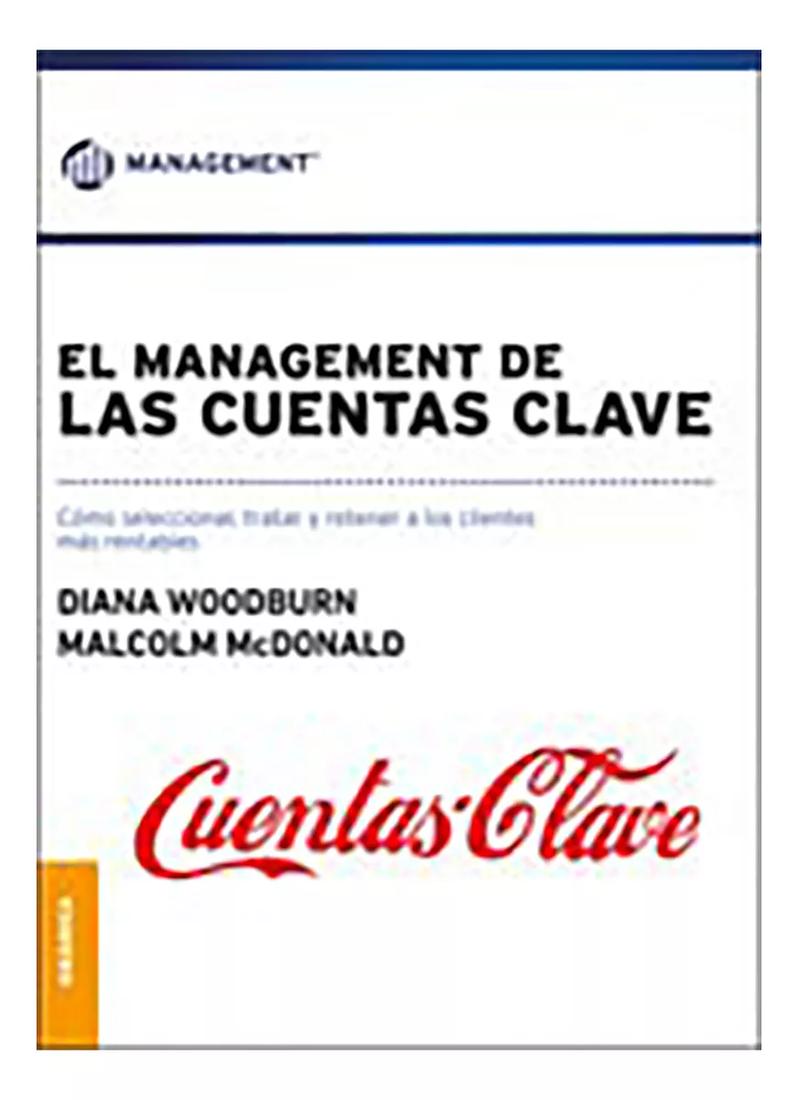 MANAGEMENT
EL MANAGEMENT DE
LAS CUENTAS CLAVE
Cómo seleccionar, tratar y retener a los clientes
más rentables
DIANA WOODBURN
MALCOLM McDONALD
Cuentas-Clave
GRANICA